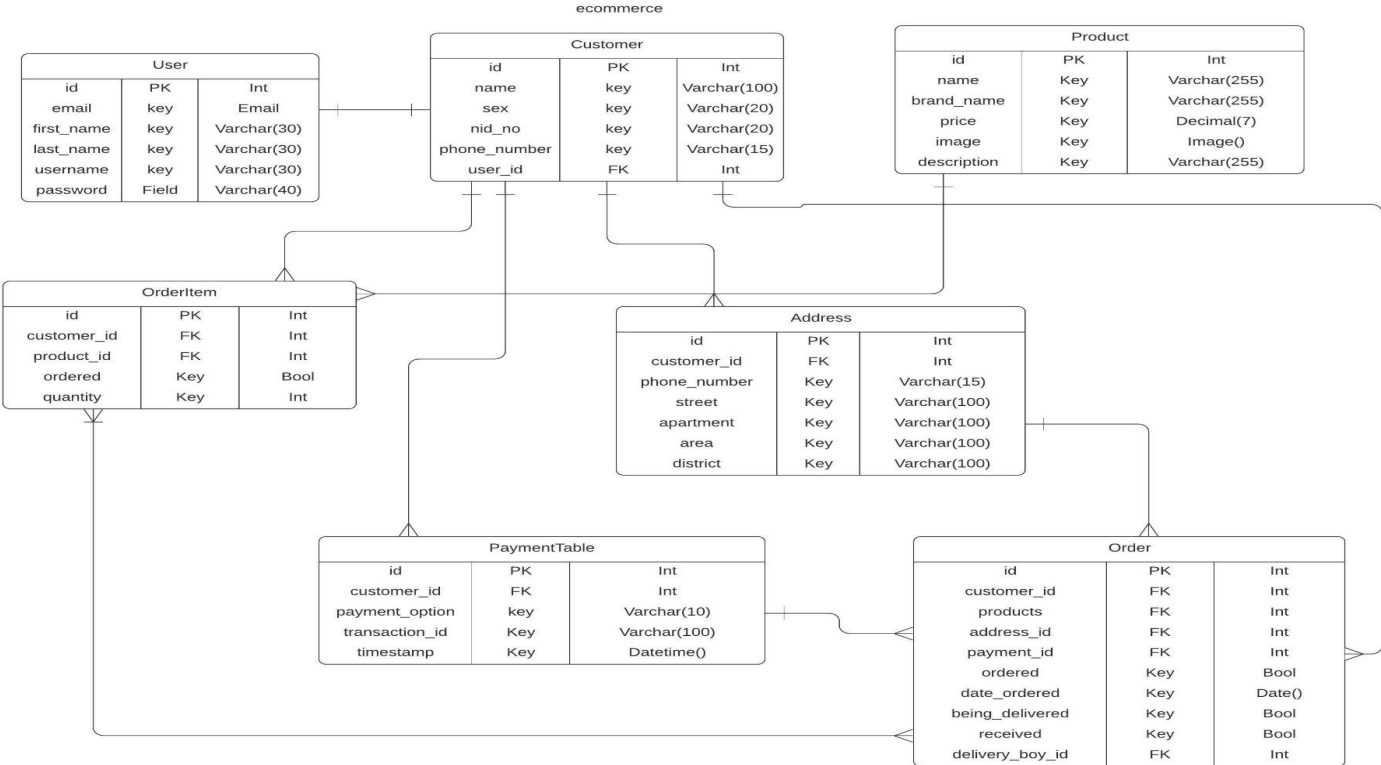 ecommerce
User
id PK Int
email key Email
first_name key Varchar(30)
last_name key Varchar(30)
username key Varchar(30)
password Field Varchar(40)
Customer
id PK Int
name key Varchar(100)
sex key Varchar(20)
nid_no key Varchar(20)
phone_number key Varchar(15)
user_id FK Int
Product
id PK Int
name Key Varchar(255)
brand_name Key Varchar(255)
price Key Decimal(7)
image Key Image()
description Key Varchar(255)
OrderItem
id PK Int
customer_id FK Int
product_id FK Int
ordered Key Bool
quantity Key Int
Address
id PK Int
customer_id FK Int
phone_number Key Varchar(15)
street Key Varchar(100)
apartment Key Varchar(100)
area Key Varchar(100)
district Key Varchar(100)
PaymentTable
id PK Int
customer_id FK Int
payment_option key Varchar(10)
transaction_id Key Varchar(100)
timestamp Key Datetime()
Order
id PK Int
customer_id FK Int
products FK Int
address_id FK Int
payment_id FK Int
ordered Key Bool
date_ordered Key Date()
being_delivered Key Bool
received Key Bool
delivery_boy_id FK Int